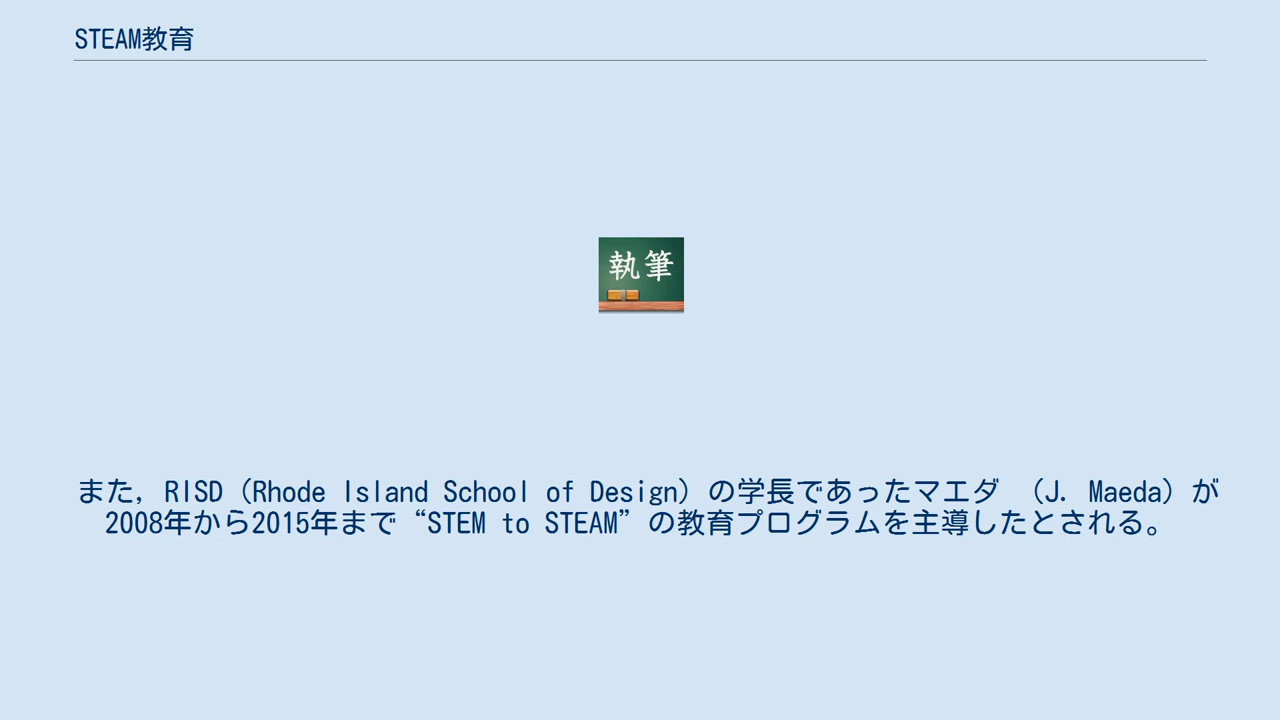 STEAM教育
執筆
また，RISD（Rhode Island School of Design）の学長であったマエダ （J. Maeda）が
2008年から2015年まで“STEM to STEAM”の教育プログラムを主導したとされる。